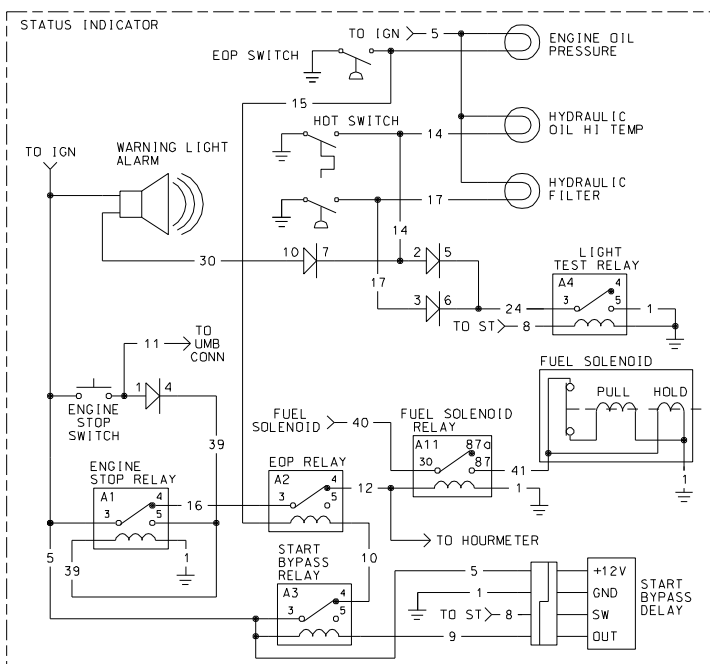 STATUS INDICATOR
TO IGN
5
ENGINE OIL
PRESSURE
EOP SWITCH
15
HOT SWITCH
14
HYDRAULIC
OIL HI TEMP
TO IGN
WARNING LIGHT
ALARM
17
HYDRAULIC
FILTER
14
30
10
7
2
5
LIGHT
TEST RELAY
17
3
6
24
A4
4
3
5
1
TO ST
8
11
TO
UMB
CONN
FUEL SOLENOID
PULL
HOLD
1
4
ENGINE
STOP
SWITCH
FUEL
SOLENOID
40
FUEL SOLENOID
RELAY
A11
87a
30
87
41
39
ENGINE
STOP RELAY
EOP RELAY
A1
4
3
5
16
A2
4
3
5
12
1
1
1
TO HOURMETER
5
39
10
START
BYPASS
RELAY
A3
4
3
5
5
+12V
1
GND
TO ST
8
SW
9
OUT
START
BYPASS
DELAY